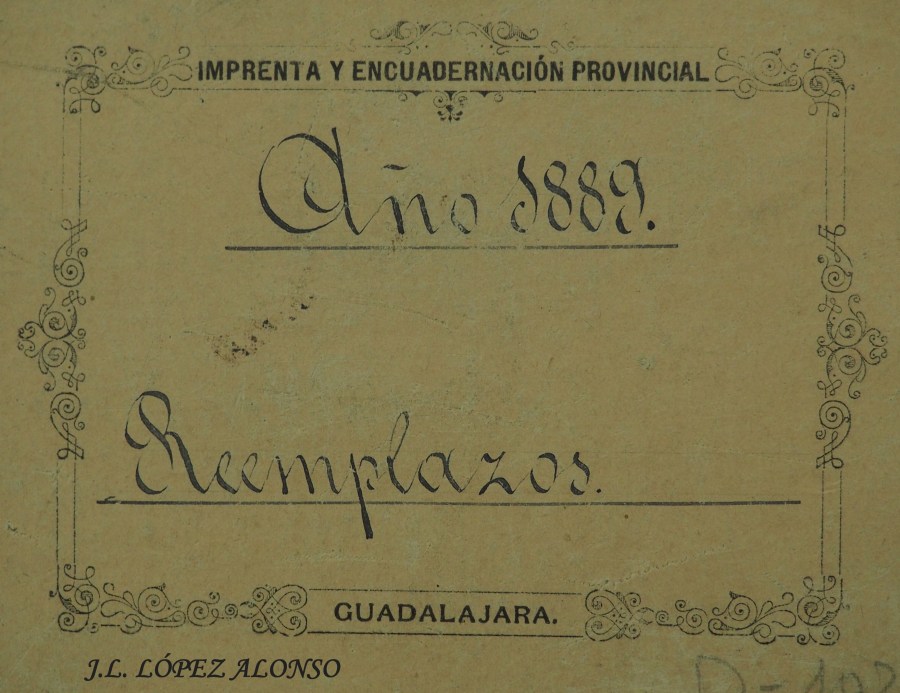 IMPRENTA Y ENCUADERNACIÓN PROVINCIAL
Año 1889.
Reemplazos.
GUADALAJARA.
J.L. LÓPEZ ALONSO